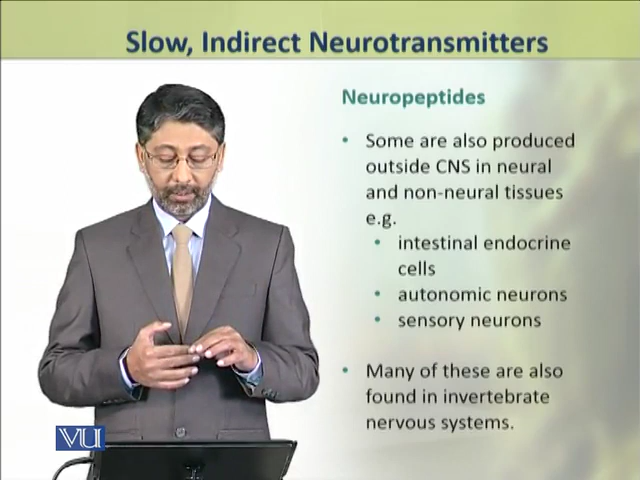 Slow, Indirect Neurotransmitters
Neuropeptides
• Some are also produced
outside CNS in neural
and non-neural tissues
e.g.
• intestinal endocrine
cells
• autonomic neurons
• sensory neurons
• Many of these are also
found in invertebrate
nervous systems.
VU